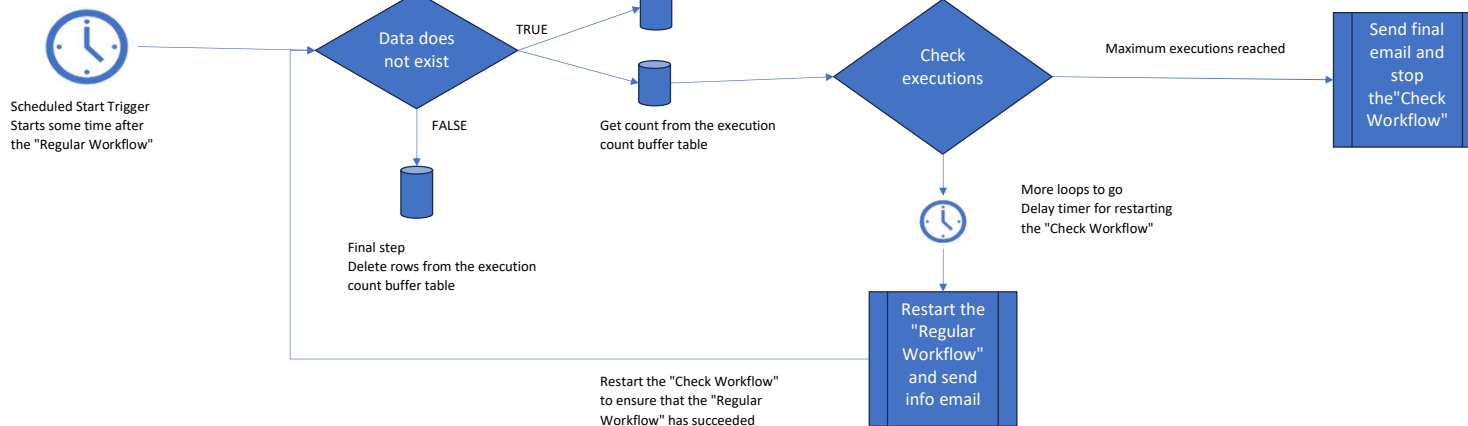 Scheduled Start Trigger
Starts some time after
the "Regular Workflow"
Data does
not exist
TRUE
FALSE
Final step
Delete rows from the execution
count buffer table
Get count from the execution
count buffer table
Check
executions
Maximum executions reached
Send final
email and
stop
the"Check
Workflow"
More loops to go
Delay timer for restarting
the "Check Workflow"
Restart the
"Regular
Workflow"
and send
info email
Restart the "Check Workflow"
to ensure that the "Regular
Workflow" has succeeded